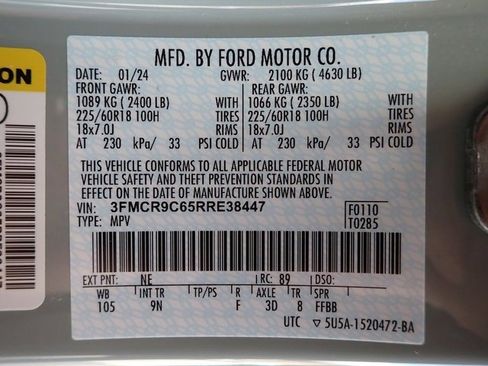 MFD. BY FORD MOTOR CO.
DATE: 01/24 GVWR: 2100 KG ( 4630 LB)
FRONT GAWR: REAR GAWR:
1089 KG ( 2400 LB) WITH 1066 KG ( 2350 LB) WITH
225/60R18 100H TIRES 225/60R18 100H TIRES
18x7.0J RIMS 18x7.0J RIMS
AT 230 kPa/ 33 PSI COLD AT 230 kPa/ 33 PSI COLD
THIS VEHICLE CONFORMS TO ALL APPLICABLE FEDERAL MOTOR
VEHICLE SAFETY AND THEFT PREVENTION STANDARDS IN
EFFECT ON THE DATE OF MANUFACTURE SHOWN ABOVE.
VIN: 3FMCR9C65RRE38447 F0110
TYPE: MPV T0285
EXT PNT: NE RC: 89 DSO:
WB INT TR TP/PS R AXLE TR SPR
105 9N F 3D 8 FFBB
UTC ▽ 5U5A-1520472-BA
ON